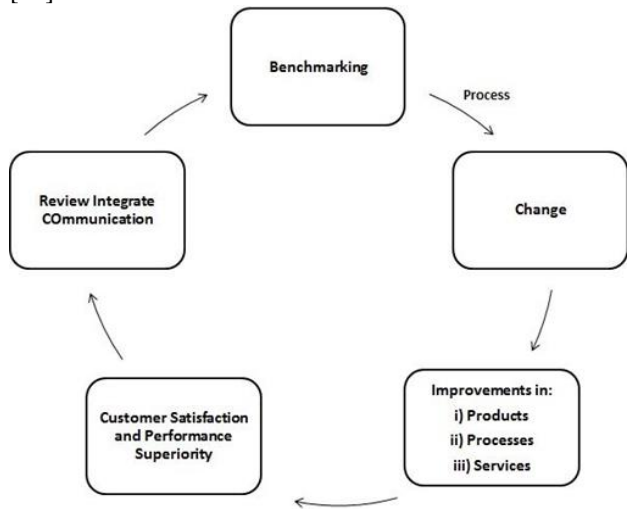 Benchmarking
Process
Change
Review Integrate
COmmunication
Improvements in:
i) Products
ii) Processes
iii) Services
Customer Satisfaction
and Performance
Superiority